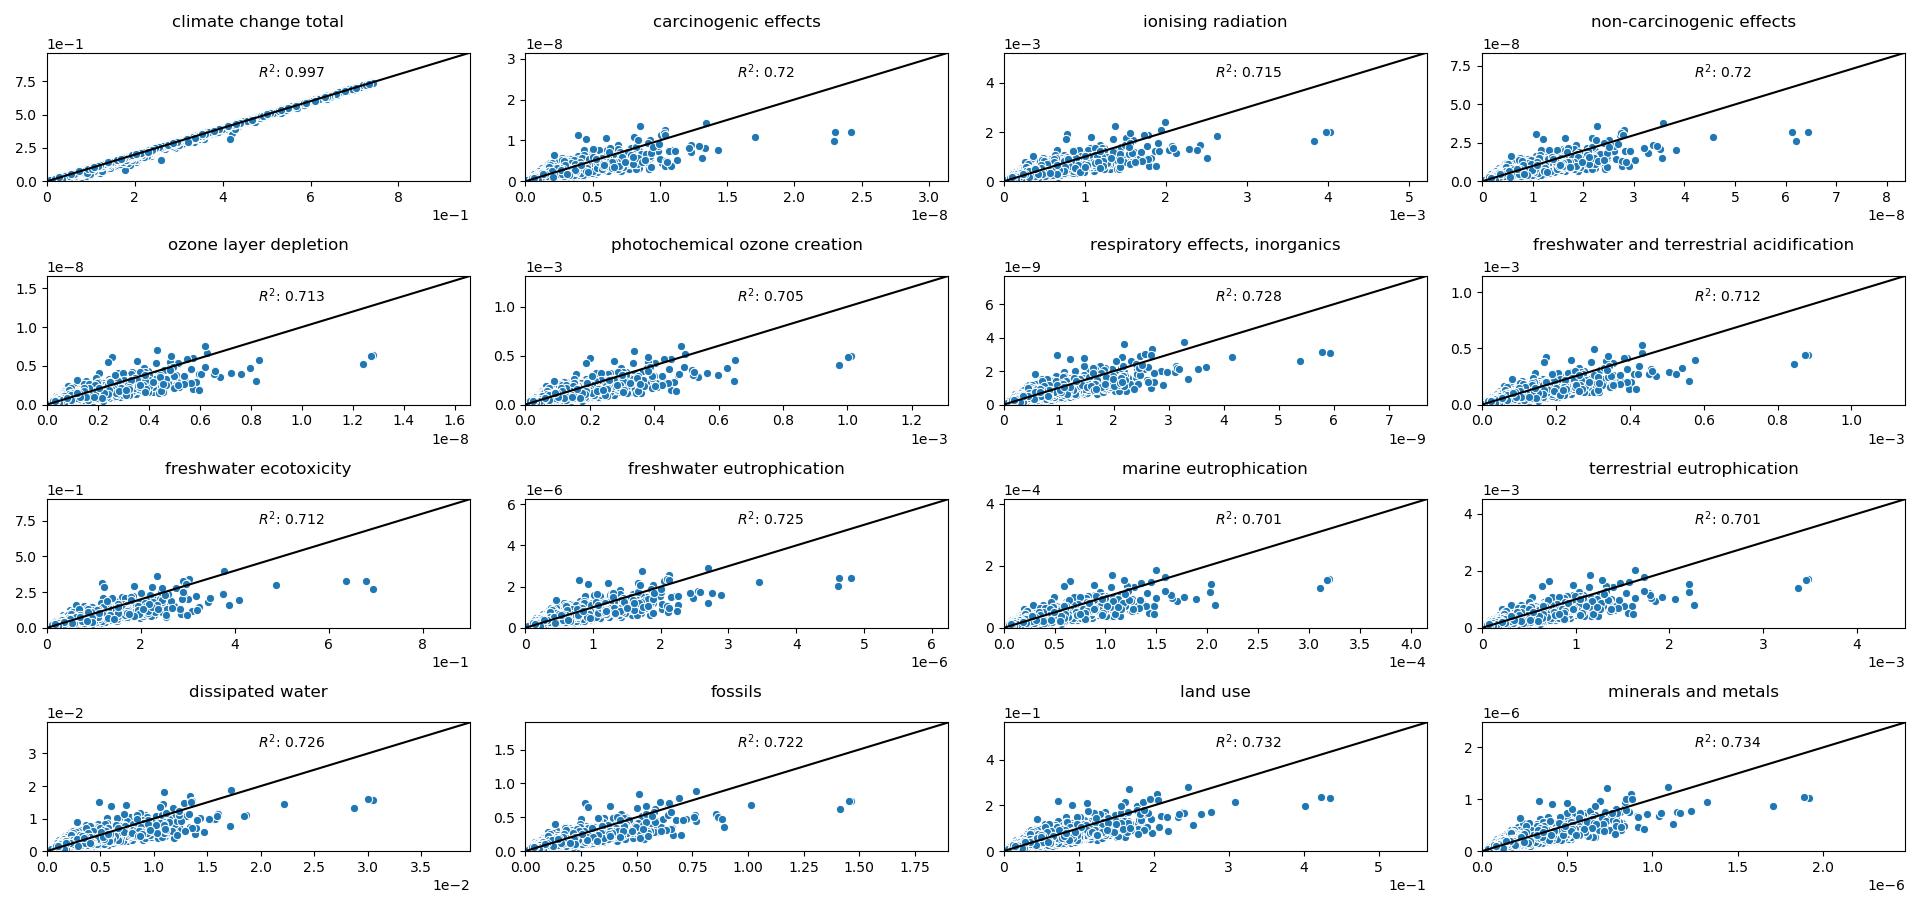 climate change total
carcinogenic effects
ionising radiation
non-carcinogenic effects
1e−1
1e−8
1e−3
1e−8
R²: 0.997
R²: 0.72
R²: 0.715
R²: 0.72
7.5
5.0
2.5
0.0
3
2
1
0
4
2
0
7.5
5.0
2.5
0.0
0 2 4 6 8
0.0 0.5 1.0 1.5 2.0 2.5 3.0
0 1 2 3 4 5
0 1 2 3 4 5 6 7 8
1e−1
1e−8
1e−3
1e−8
ozone layer depletion
photochemical ozone creation
respiratory effects, inorganics
freshwater and terrestrial acidification
1e−8
1e−3
1e−9
1e−3
R²: 0.713
R²: 0.705
R²: 0.728
R²: 0.712
1.5
1.0
0.5
0.0
1.0
0.5
0.0
6
4
2
0
1.0
0.5
0.0
0.0 0.2 0.4 0.6 0.8 1.0 1.2 1.4 1.6
0.0 0.2 0.4 0.6 0.8 1.0 1.2
0 1 2 3 4 5 6 7
0.0 0.2 0.4 0.6 0.8 1.0
1e−8
1e−3
1e−9
1e−3
freshwater ecotoxicity
freshwater eutrophication
marine eutrophication
terrestrial eutrophication
1e−1
1e−6
1e−4
1e−3
R²: 0.712
R²: 0.725
R²: 0.701
R²: 0.701
7.5
5.0
2.5
0.0
6
4
2
0
4
2
0
4
2
0
0 2 4 6 8
0 1 2 3 4 5 6
0.0 0.5 1.0 1.5 2.0 2.5 3.0 3.5 4.0
0 1 2 3 4
1e−1
1e−6
1e−4
1e−3
dissipated water
fossils
land use
minerals and metals
1e−2
1e−1
1e−6
R²: 0.726
R²: 0.722
R²: 0.732
R²: 0.734
3
2
1
0
1.5
1.0
0.5
0.0
4
2
0
2
1
0
0.0 0.5 1.0 1.5 2.0 2.5 3.0 3.5
0.00 0.25 0.50 0.75 1.00 1.25 1.50 1.75
0 1 2 3 4 5
0.0 0.5 1.0 1.5 2.0
1e−2
1e−1
1e−6